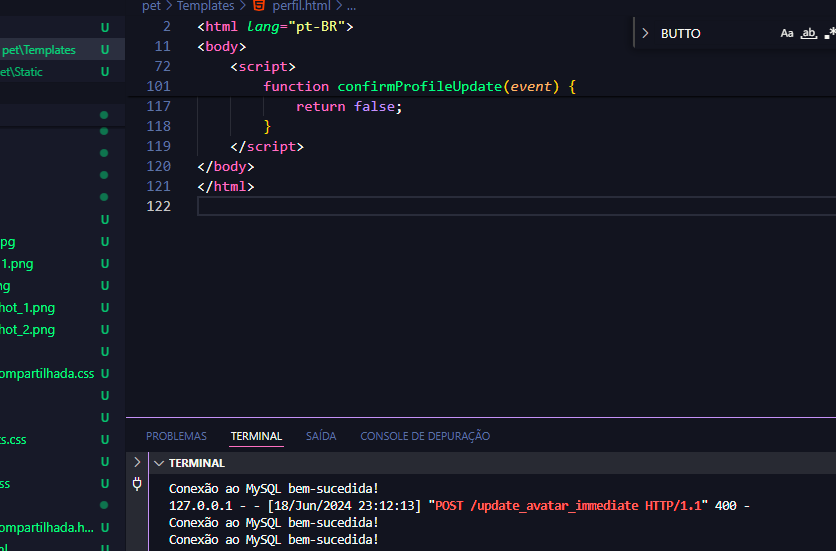 pet > Templates > perfil.html > ...
U
2 <html lang="pt-BR">
BUTTO
Aa ab .*
pet\Templates U
11 <body>
et\Static U
72 <script>
101 function confirmProfileUpdate(event) {
117 return false;
118 }
119 </script>
120 </body>
121 </html>
122
U
pg U
1.png U
ng U
hot_1.png U
hot_2.png U
U
ompartilhada.css U
U
U
s.css U
U
ss U
ompartilhada.h... U
U
PROBLEMAS TERMINAL SAÍDA CONSOLE DE DEPURAÇÃO
TERMINAL
Conexão ao MySQL bem-sucedida!
127.0.0.1 - - [18/Jun/2024 23:12:13] "POST /update_avatar_immediate HTTP/1.1" 400 -
Conexão ao MySQL bem-sucedida!
Conexão ao MySQL bem-sucedida!